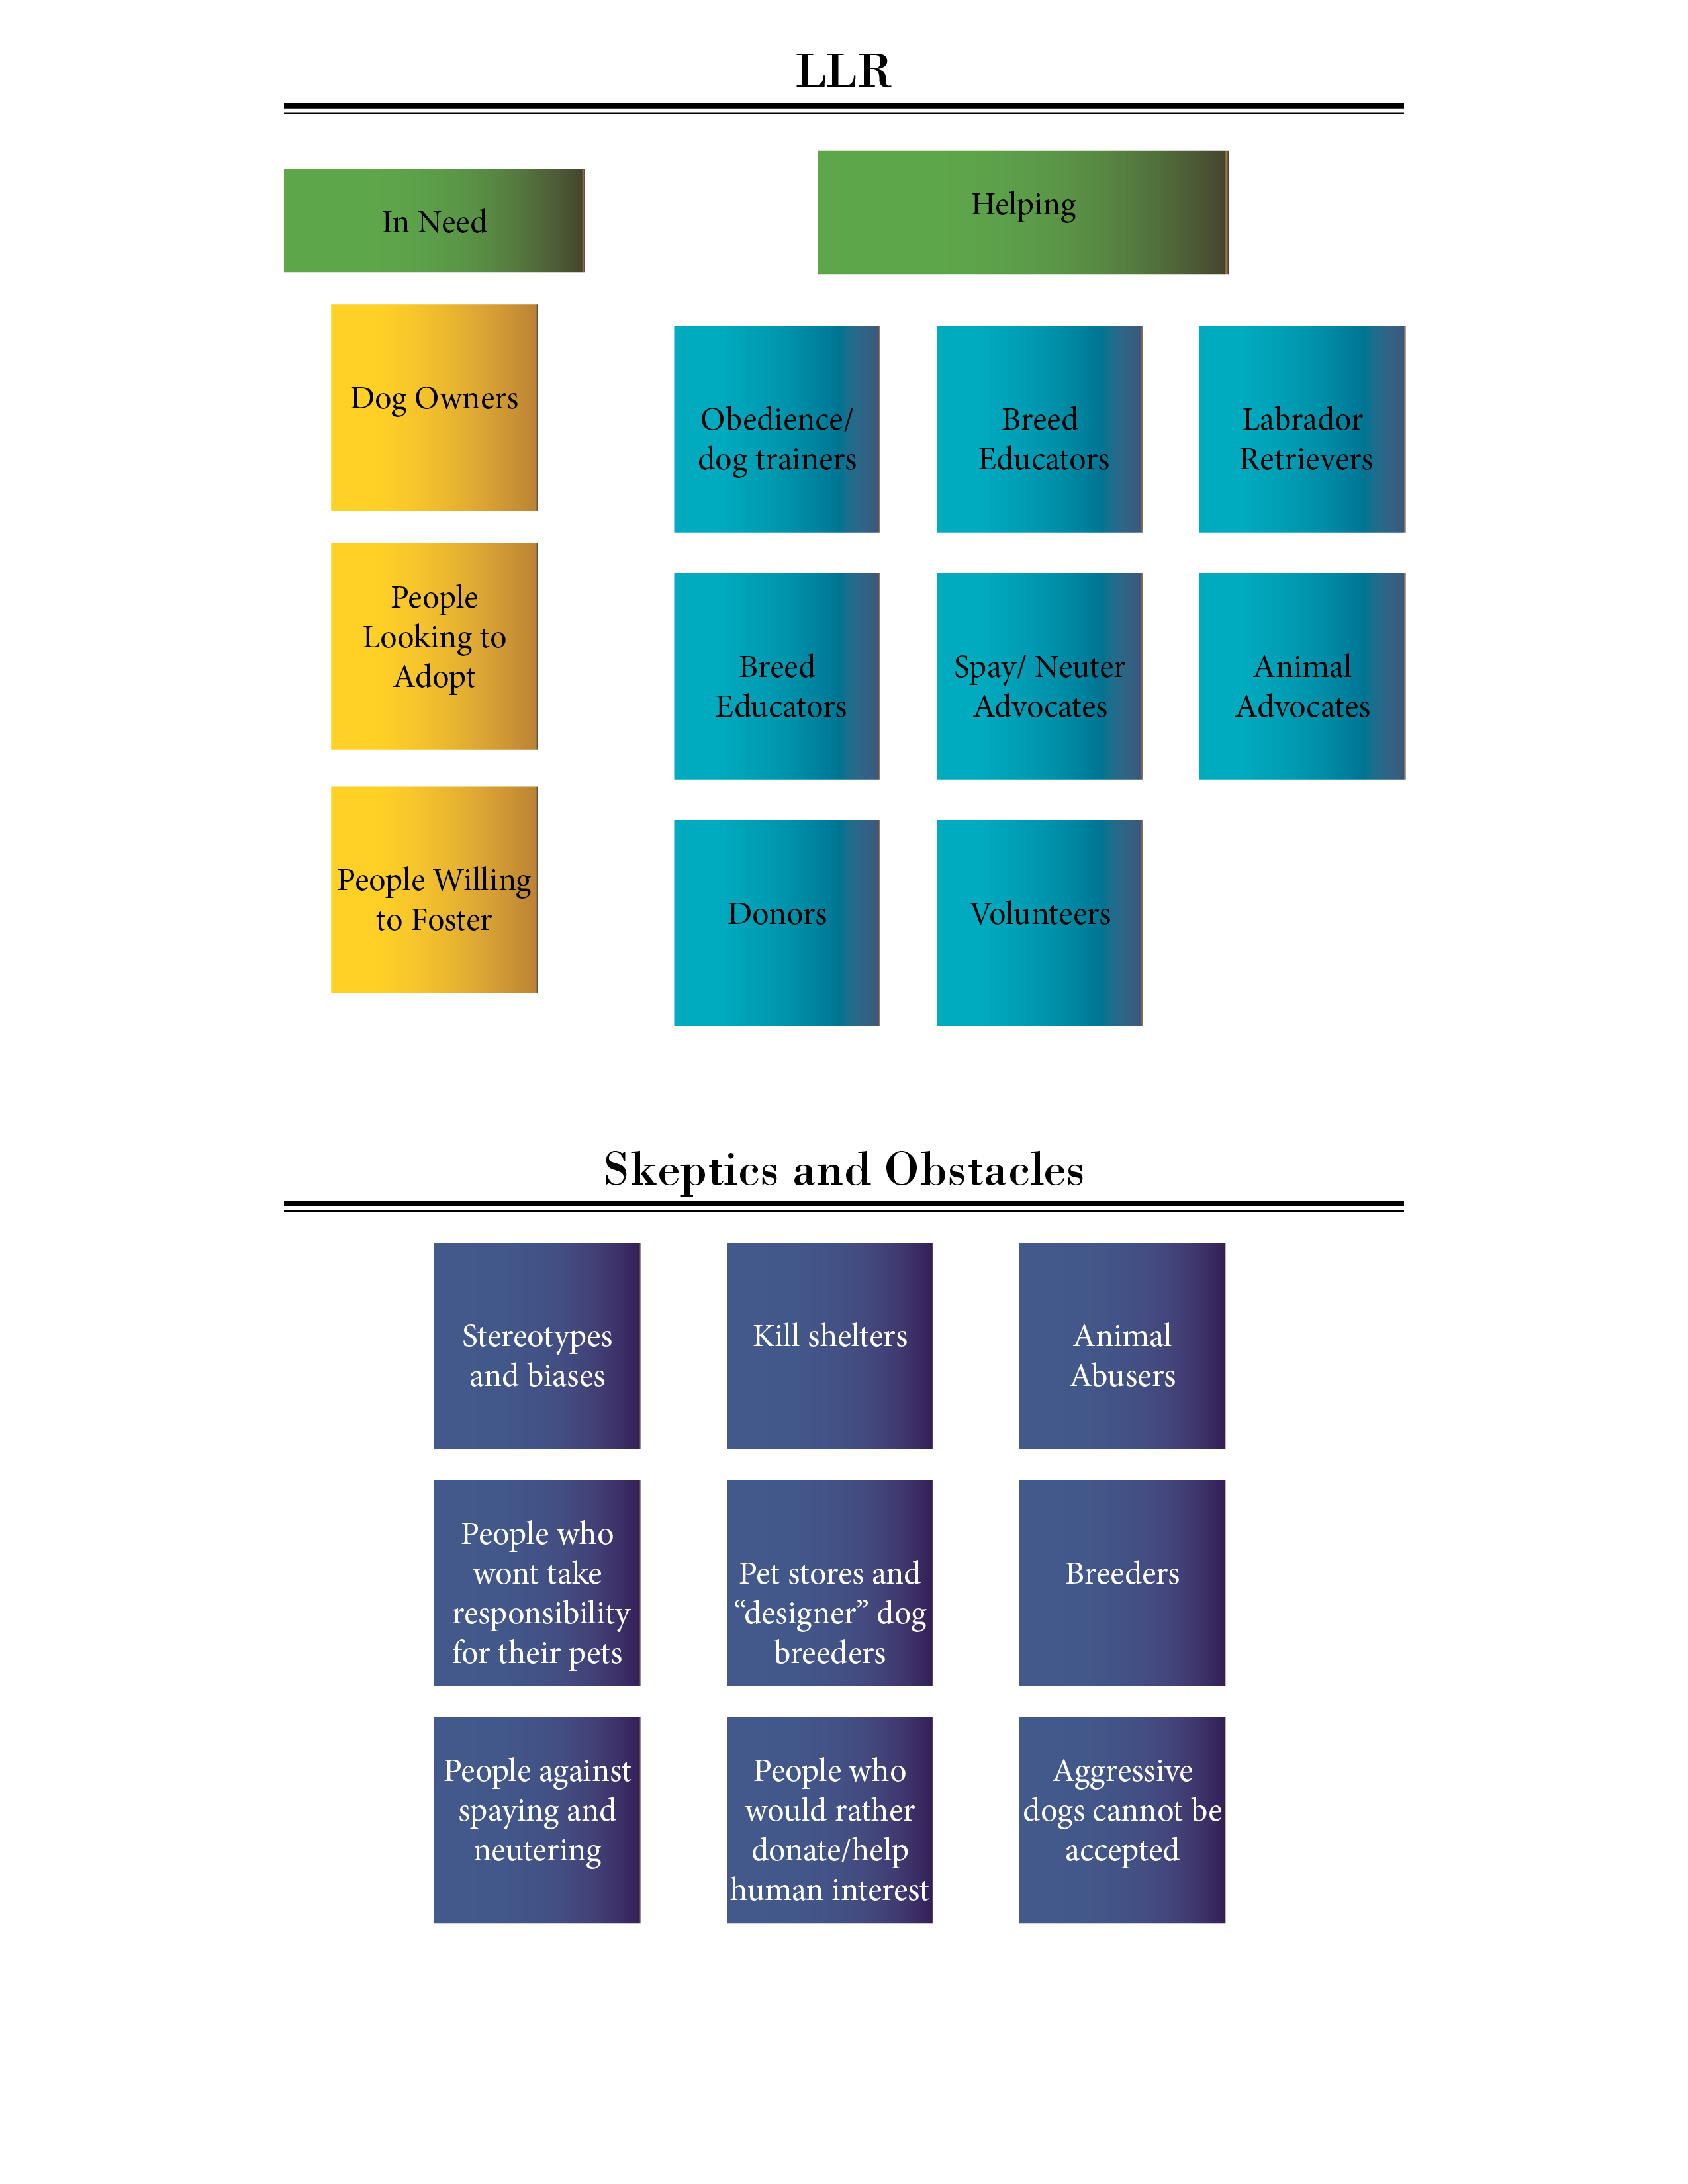 LLR
In Need
Helping
Dog Owners
People
Looking to
Adopt
People Willing
to Foster
Obedience/
dog trainers
Breed
Educators
Labrador
Retrievers
Breed
Educators
Spay/ Neuter
Advocates
Animal
Advocates
Donors
Volunteers
Skeptics and Obstacles
Stereotypes
and biases
Kill shelters
Animal
Abusers
People who
wont take
responsibility
for their pets
Pet stores and
“designer” dog
breeders
Breeders
People against
spaying and
neutering
People who
would rather
donate/help
human interest
Aggressive
dogs cannot be
accepted